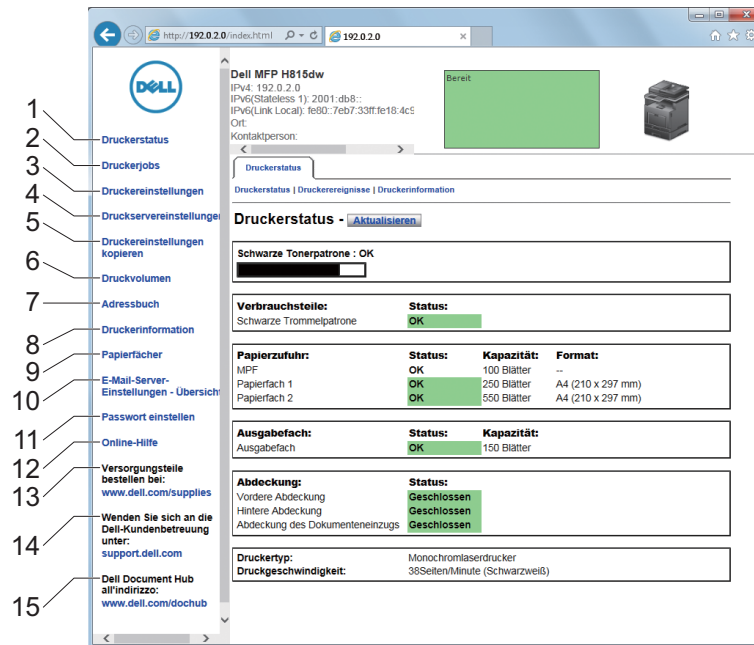 http://192.0.2.0/index.html
192.0.2.0
DELL
Dell MFP H815dw
IPv4: 192.0.2.0
IPv6(Stateless 1): 2001:db8::
IPv6(Link Local): fe80::7eb7:33ff:fe18:4c9
Ort:
Kontaktperson:
Bereit
1
Druckerstatus
2
Druckerjobs
3
Druckereinstellungen
4
Druckservereinstellungen
5
Druckereinstellungen
kopieren
6
Druckvolumen
7
Adressbuch
8
Druckerinformation
9
Papierfächer
10
E-Mail-Server-
Einstellungen - Übersicht
11
Passwort einstellen
12
Online-Hilfe
13
Versorgungsteile
bestellen bei:
www.dell.com/supplies
14
Wenden Sie sich an die
Dell-Kundenbetreuung
unter:
support.dell.com
15
Dell Document Hub
all'indirizzo:
www.dell.com/dochub
Druckerstatus
Druckerstatus | Druckerereignisse | Druckerinformation
Druckerstatus - Aktualisieren
Schwarze Tonerpatrone : OK
Verbrauchsteile: Status:
Schwarze Trommelpatrone OK
Papierzufuhr: Status: Kapazität: Format:
MPF OK 100 Blätter --
Papierfach 1 OK 250 Blätter A4 (210 x 297 mm)
Papierfach 2 OK 550 Blätter A4 (210 x 297 mm)
Ausgabefach: Status: Kapazität:
Ausgabefach OK 150 Blätter
Abdeckung: Status:
Vordere Abdeckung Geschlossen
Hintere Abdeckung Geschlossen
Abdeckung des Dokumenteneinzugs Geschlossen
Druckertyp: Monochromlaserdrucker
Druckgeschwindigkeit: 38Seiten/Minute (Schwarzweiß)